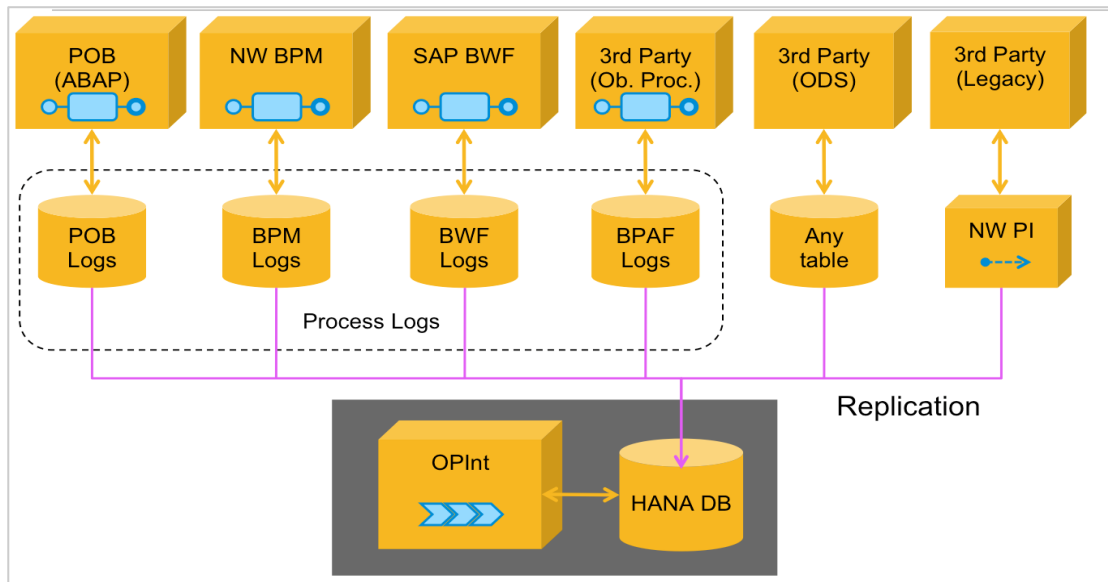 POB
(ABAP)
NW BPM
SAP BWF
3rd Party
(Ob. Proc.)
3rd Party
(ODS)
3rd Party
(Legacy)
POB
Logs
BPM
Logs
BWF
Logs
BPAF
Logs
Any
table
NW PI
Process Logs
Replication
OPInt
HANA DB